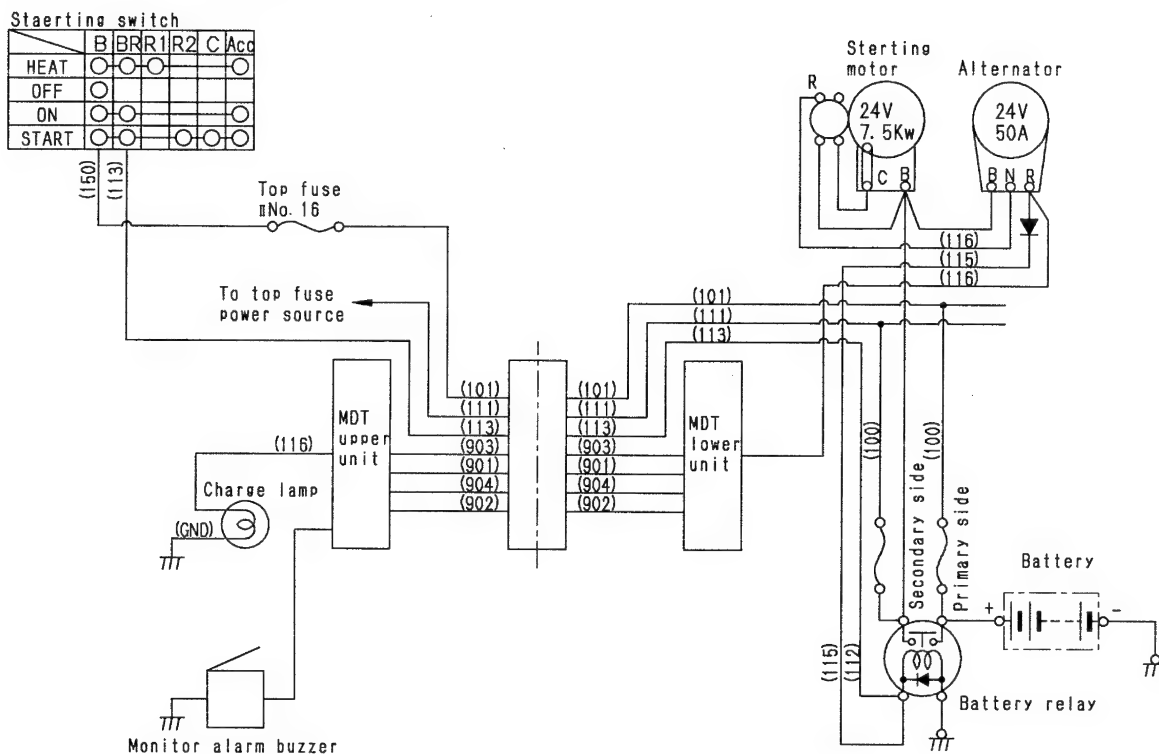 Staerting switch
B BR R1 R2 C Acc
HEAT
OFF
ON
START
(150)
(113)
Top fuse
ⅡNo. 16
To top fuse
power source
Sterting
motor
Alternator
R
24V
7. 5Kw
C B
24V
50A
B N R
(116)
(115)
(116)
(101)
(111)
(113)
(101)
(111)
(113)
(903)
(901)
(904)
(902)
(101)
(111)
(113)
(903)
(901)
(904)
(902)
MDT
upper
unit
MDT
lower
unit
(116)
Charge lamp
(GND)
(100)
(100)
Secondary side
Primary side
Battery
+
-
(115)
(112)
Battery relay
Monitor alarm buzzer